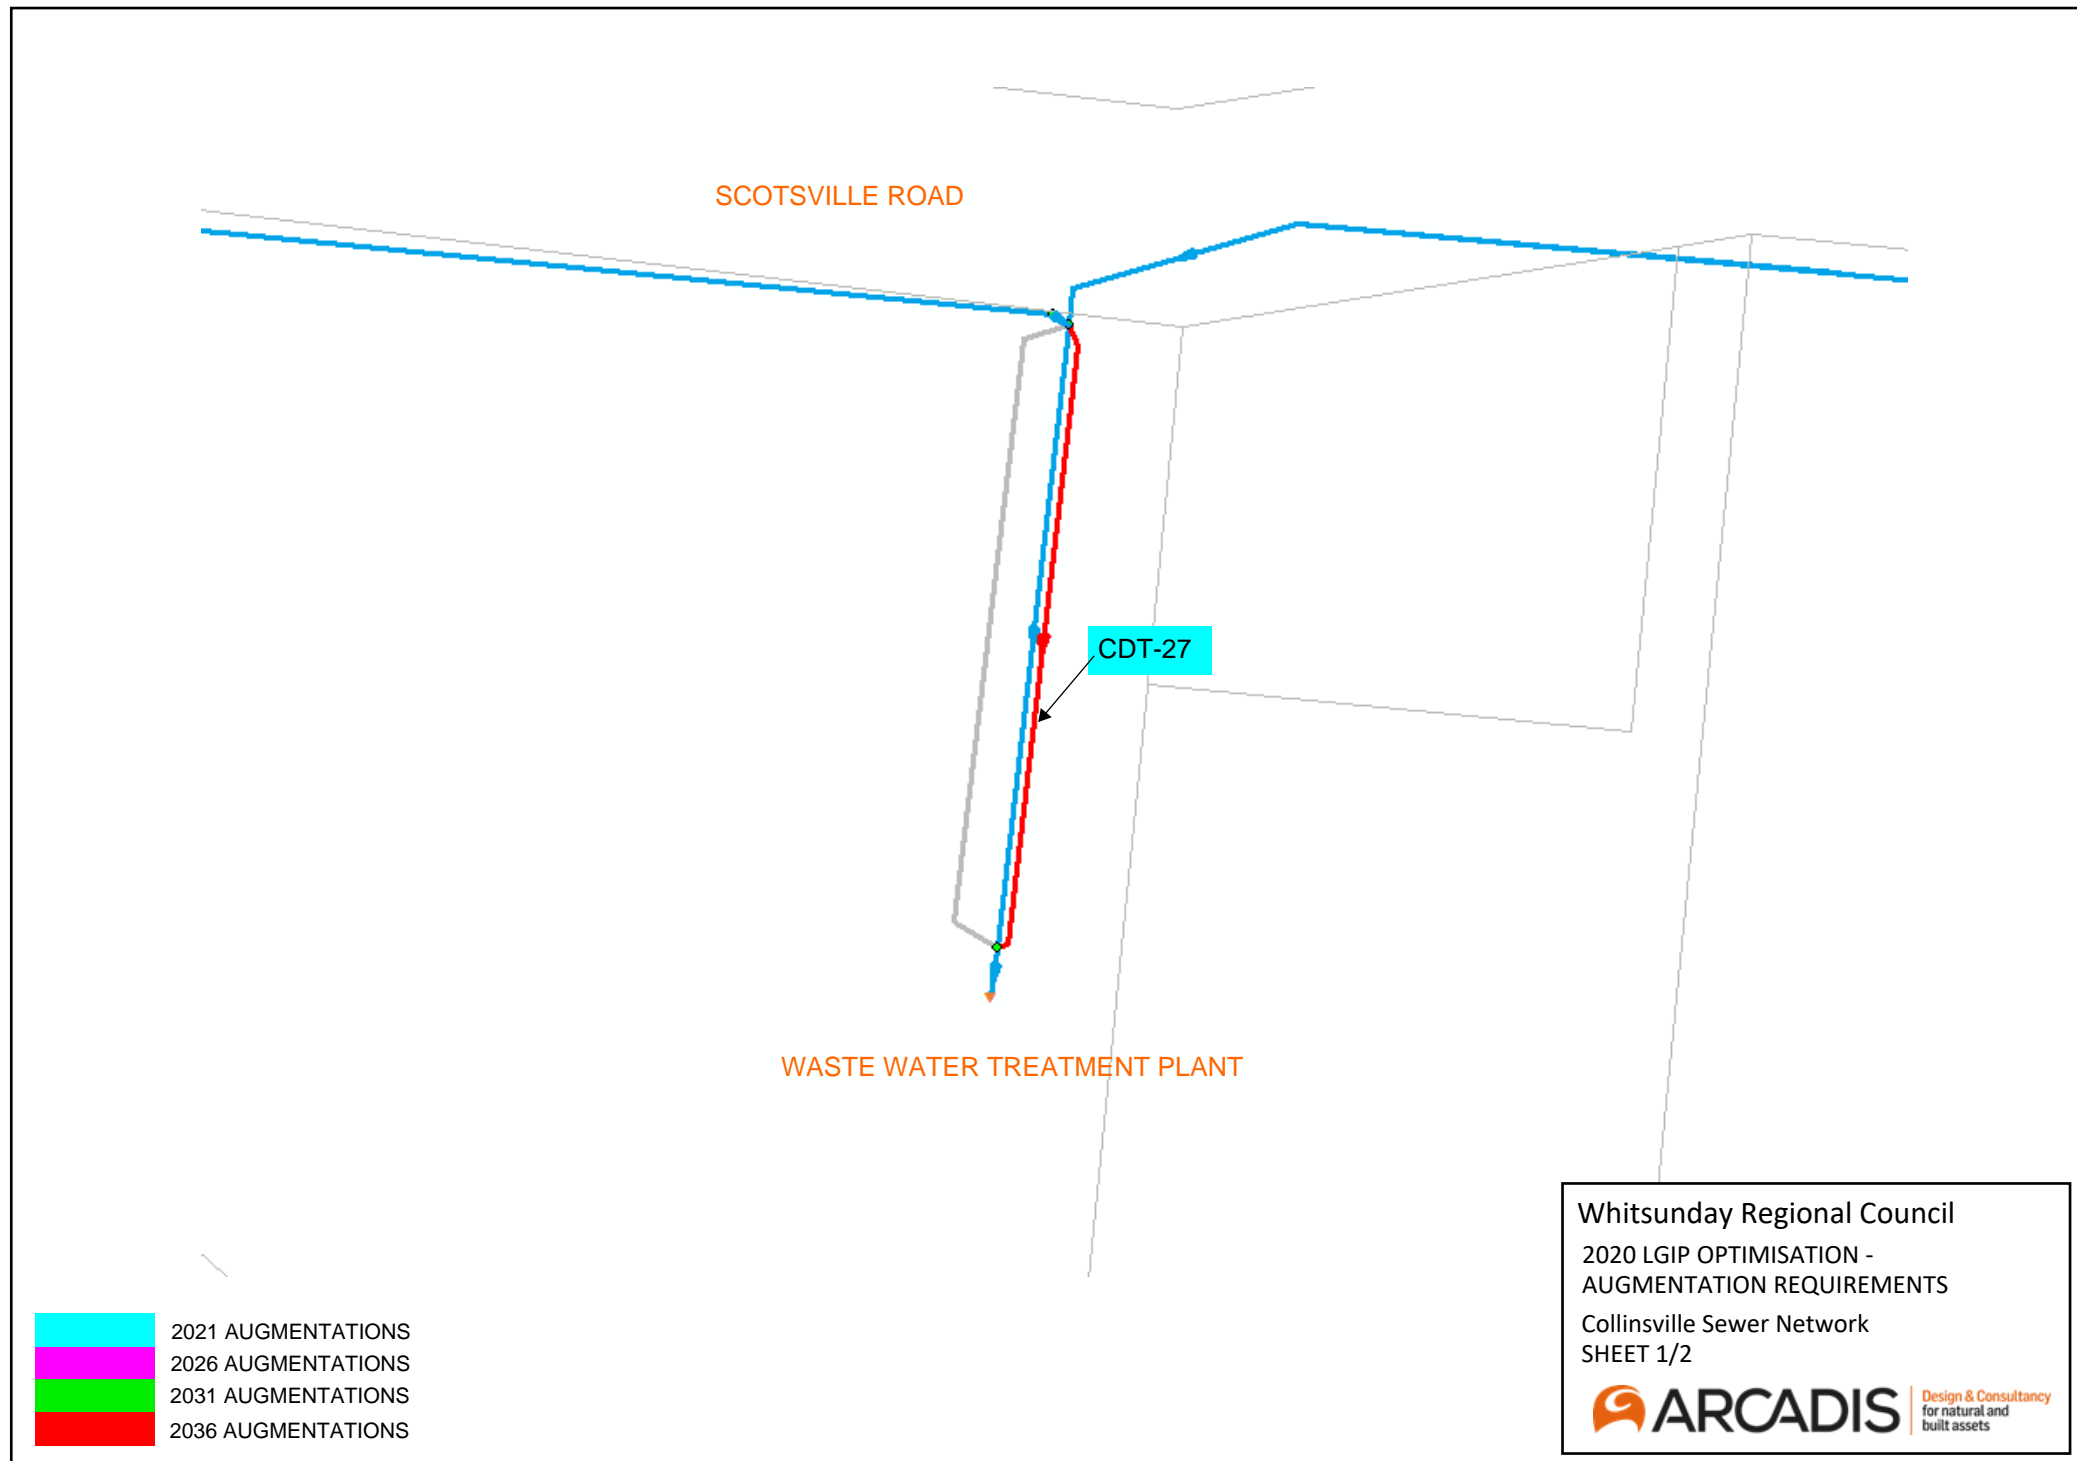 SCOTSVILLE ROAD
CDT-27
WASTE WATER TREATMENT PLANT
2021 AUGMENTATIONS
2026 AUGMENTATIONS
2031 AUGMENTATIONS
2036 AUGMENTATIONS
Whitsunday Regional Council
2020 LGIP OPTIMISATION -
AUGMENTATION REQUIREMENTS
Collinsville Sewer Network
SHEET 1/2
ARCADIS
Design & Consultancy
for natural and
built assets